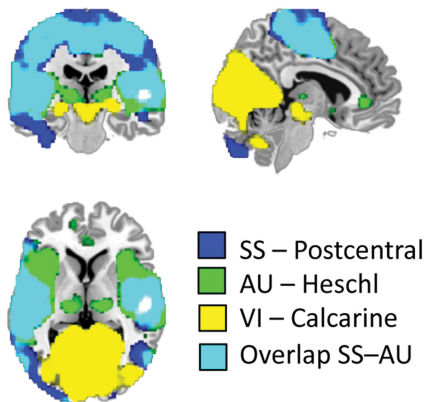 SS – Postcentral
AU – Heschl
VI – Calcarine
Overlap SS–AU